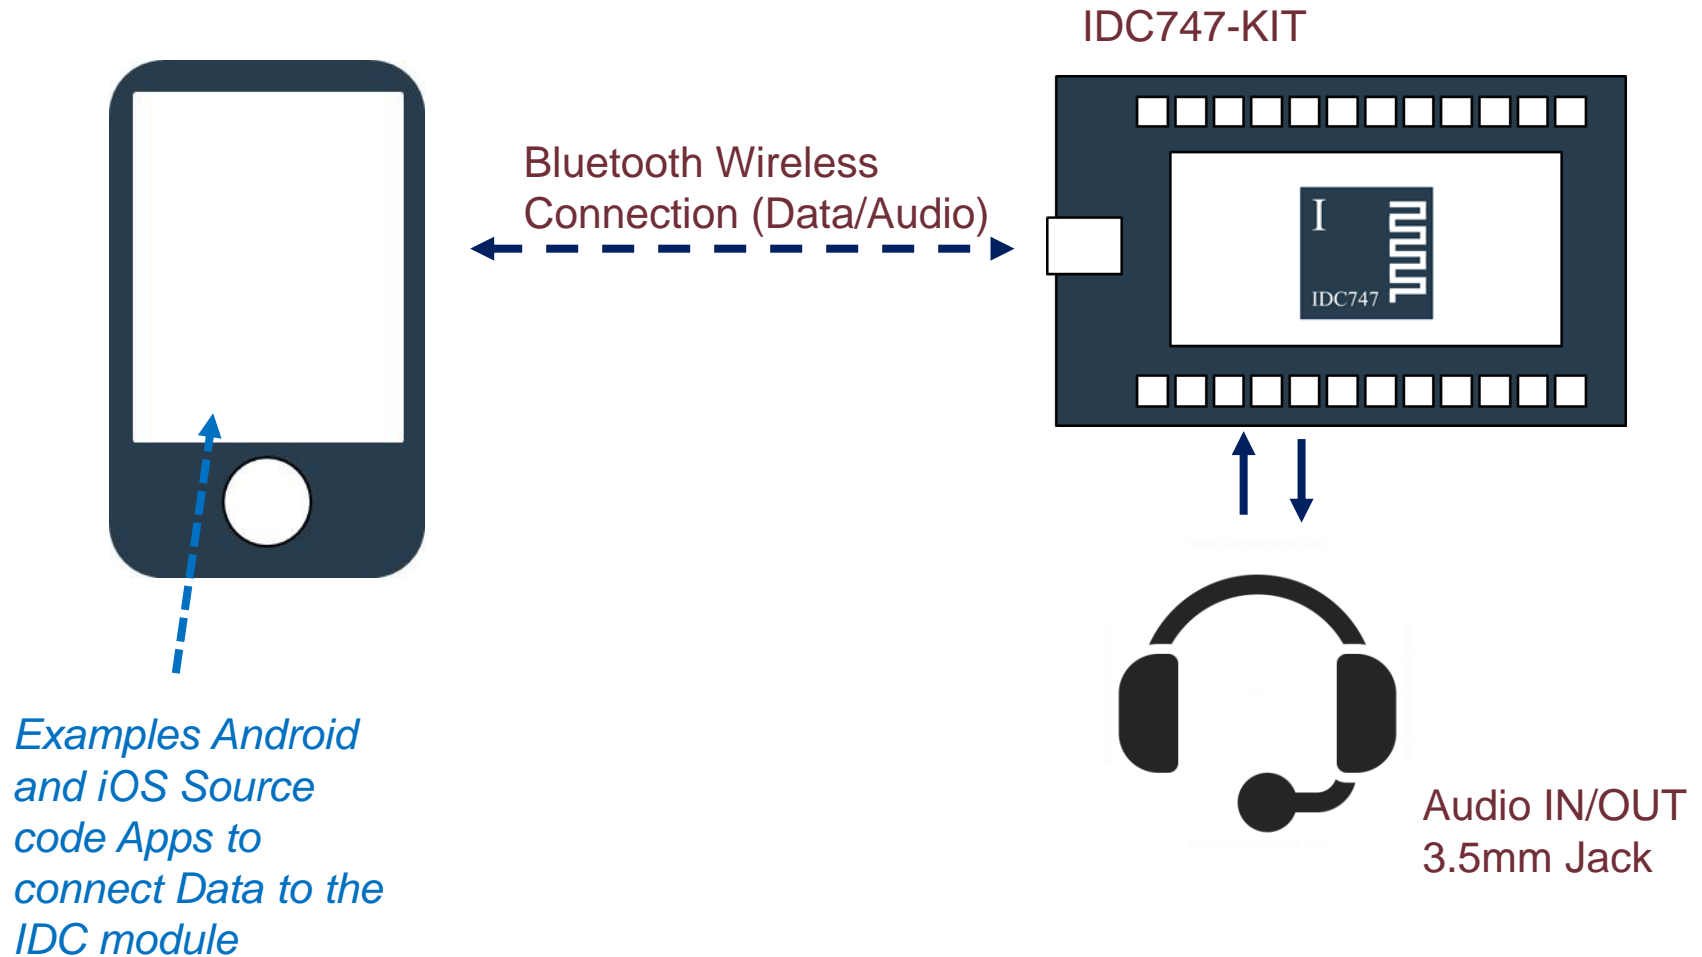 IDC747-KIT
Bluetooth Wireless
Connection (Data/Audio)
I
IDC747
Examples Android
and iOS Source
code Apps to
connect Data to the
IDC module
Audio IN/OUT
3.5mm Jack